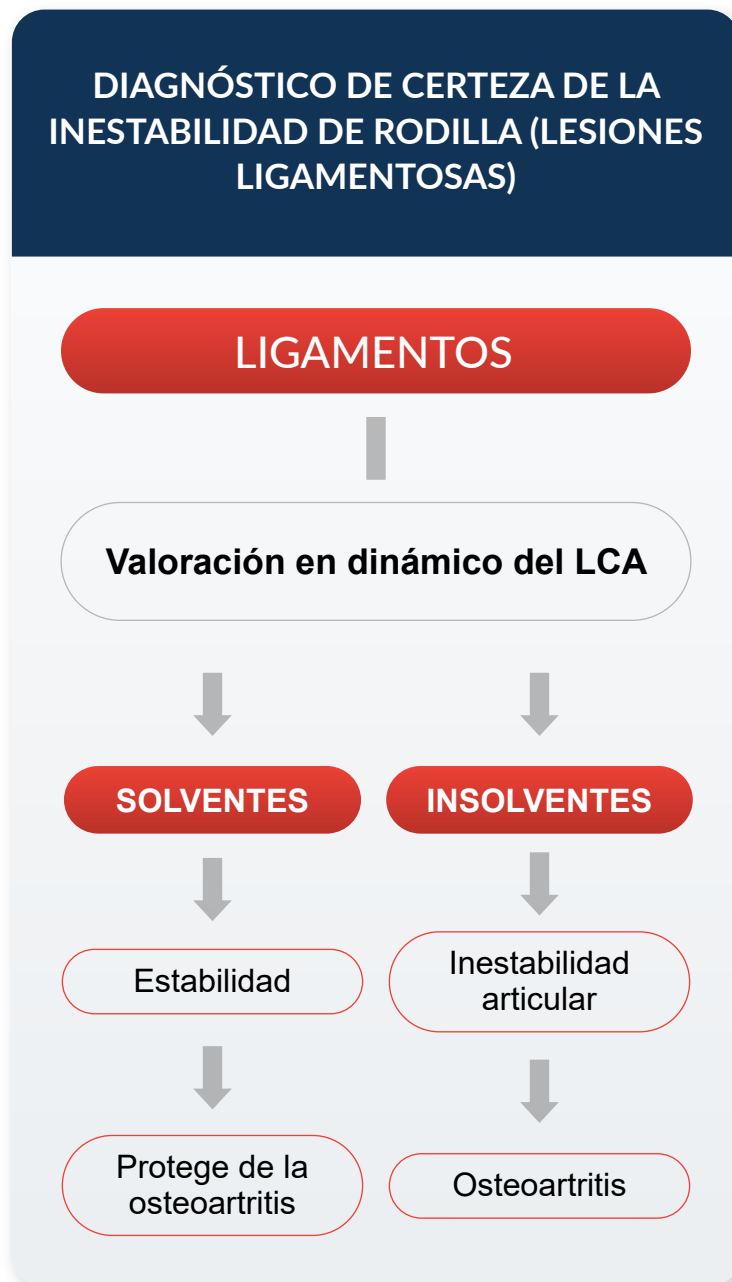 DIAGNÓSTICO DE CERTEZA DE LA
INESTABILIDAD DE RODILLA (LESIONES
LIGAMENTOSAS)
LIGAMENTOS
Valoración en dinámico del LCA
SOLVENTES
INSOLVENTES
Estabilidad
Inestabilidad
articular
Protege de la
osteoartritis
Osteoartritis